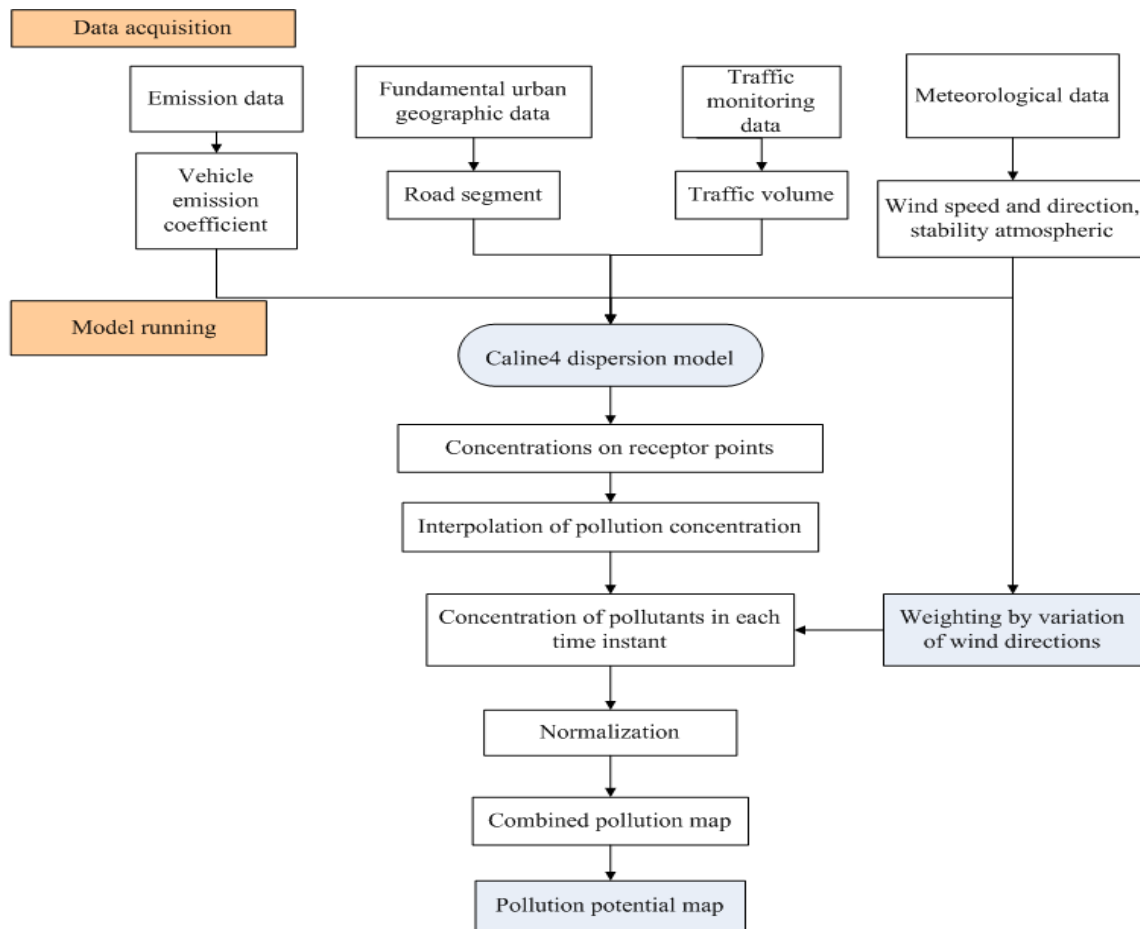 Data acquisition
Emission data
Fundamental urban
geographic data
Traffic
monitoring
data
Meteorological data
Vehicle
emission
coefficient
Road segment
Traffic volume
Wind speed and direction,
stability atmospheric
Model running
Caline4 dispersion model
Concentrations on receptor points
Interpolation of pollution concentration
Concentration of pollutants in each
time instant
Weighting by variation
of wind directions
Normalization
Combined pollution map
Pollution potential map